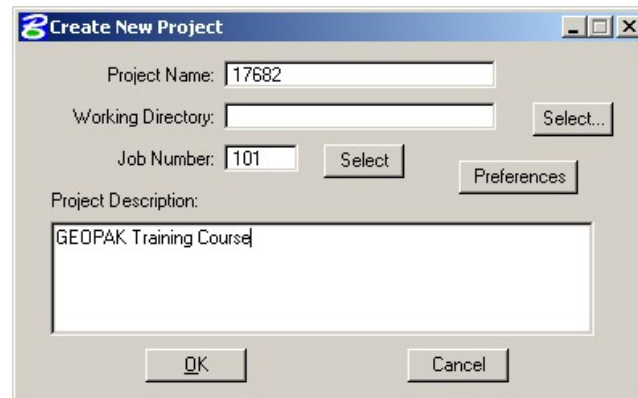 Create New Project
Project Name: 17682
Working Directory: Select...
Job Number: 101 Select
Preferences
Project Description:
GEOPAK Training Course
OK Cancel